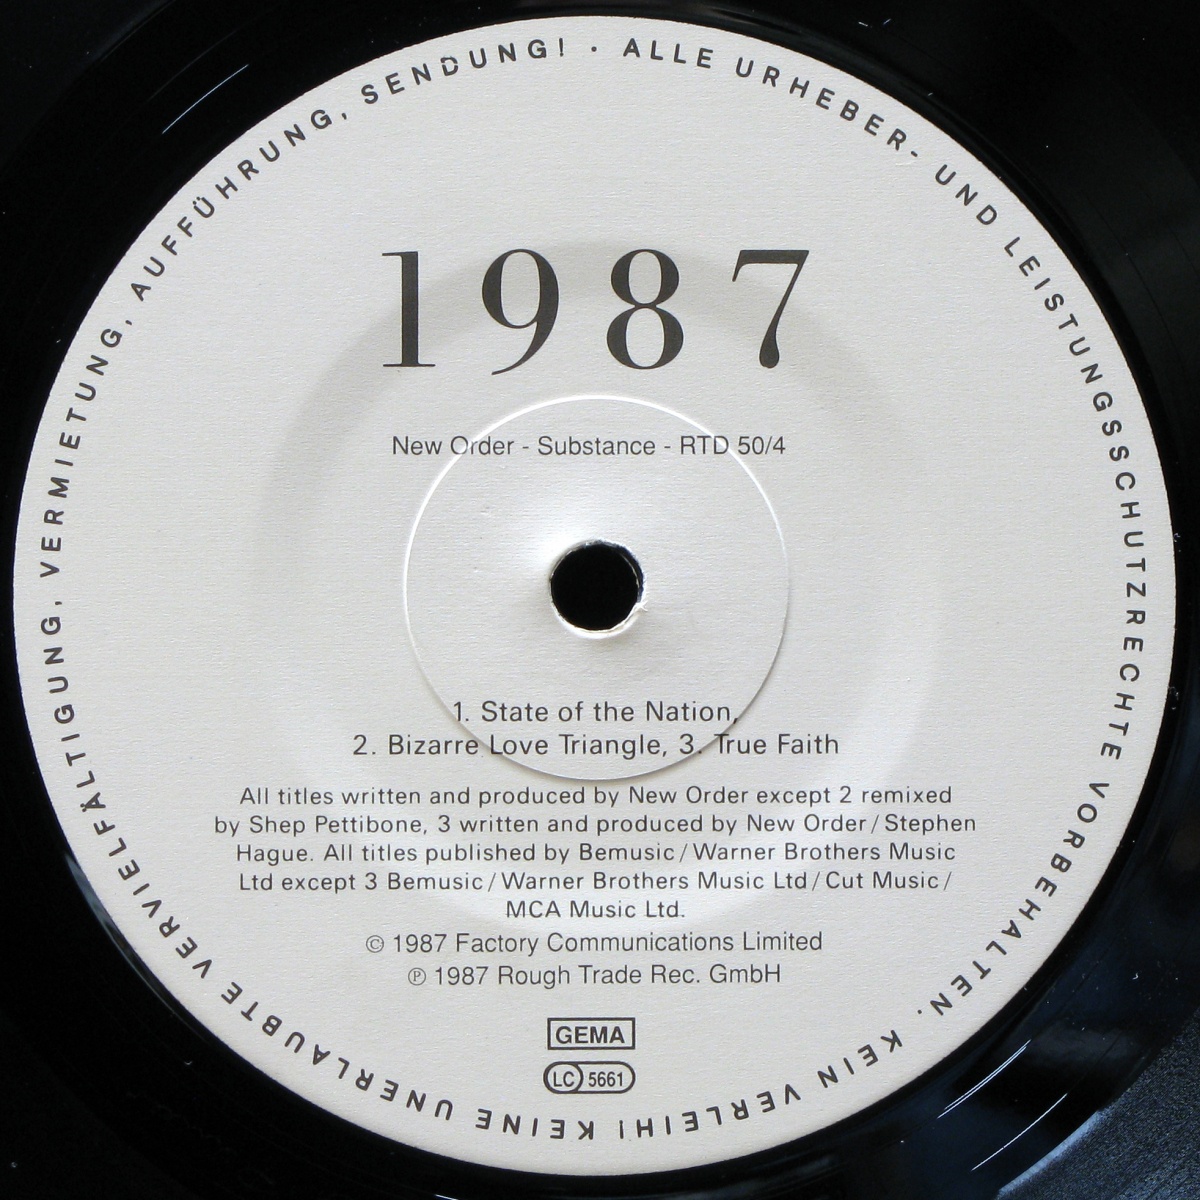 ALLE URHEBER- UND LEISTUNGSSCHUTZRECHTE VORBEHALTEN. KEIN VERLEIH! KEINE UNERLAUBTE VERVIELFÄLTIGUNG, VERMIETUNG, AUFFÜHRUNG, SENDUNG! ·
1987
New Order - Substance - RTD 50/4
1. State of the Nation,
2. Bizarre Love Triangle, 3. True Faith
All titles written and produced by New Order except 2 remixed
by Shep Pettibone, 3 written and produced by New Order/Stephen
Hague. All titles published by Bemusic/Warner Brothers Music
Ltd except 3 Bemusic/Warner Brothers Music Ltd/Cut Music/
MCA Music Ltd.
© 1987 Factory Communications Limited
℗ 1987 Rough Trade Rec. GmbH
GEMA
LC 5661